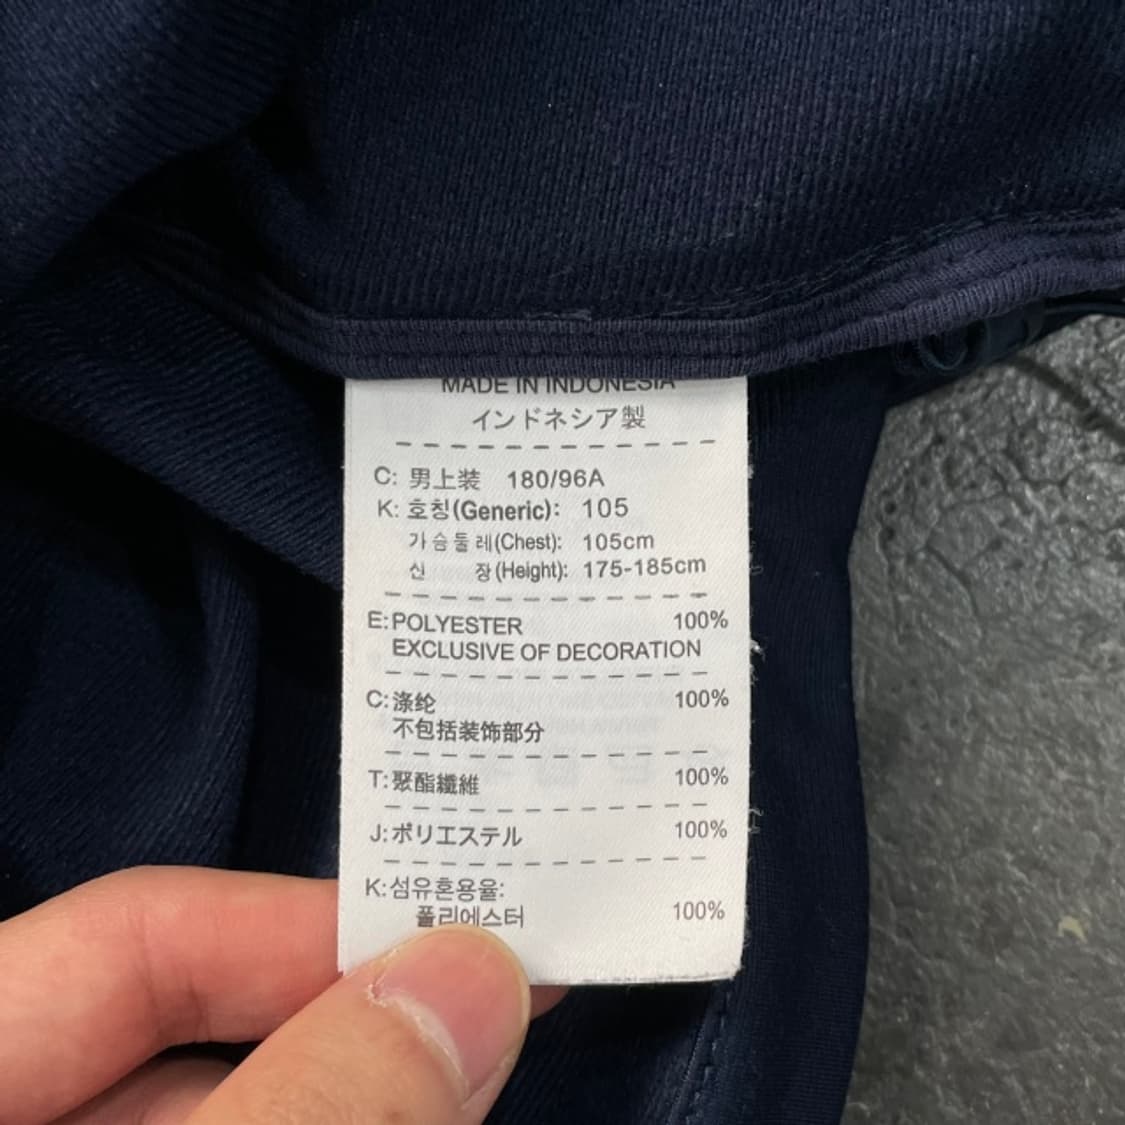 MADE IN INDONESIA
インドネシア製
C: 男上装 180/96A
K: 호칭(Generic): 105
가슴둘레(Chest): 105cm
신 장(Height): 175-185cm
E: POLYESTER 100%
EXCLUSIVE OF DECORATION
C: 涤纶 100%
不包括装饰部分
T: 聚酯纖維 100%
J: ポリエステル 100%
K: 섬유혼용율:
폴리에스터 100%